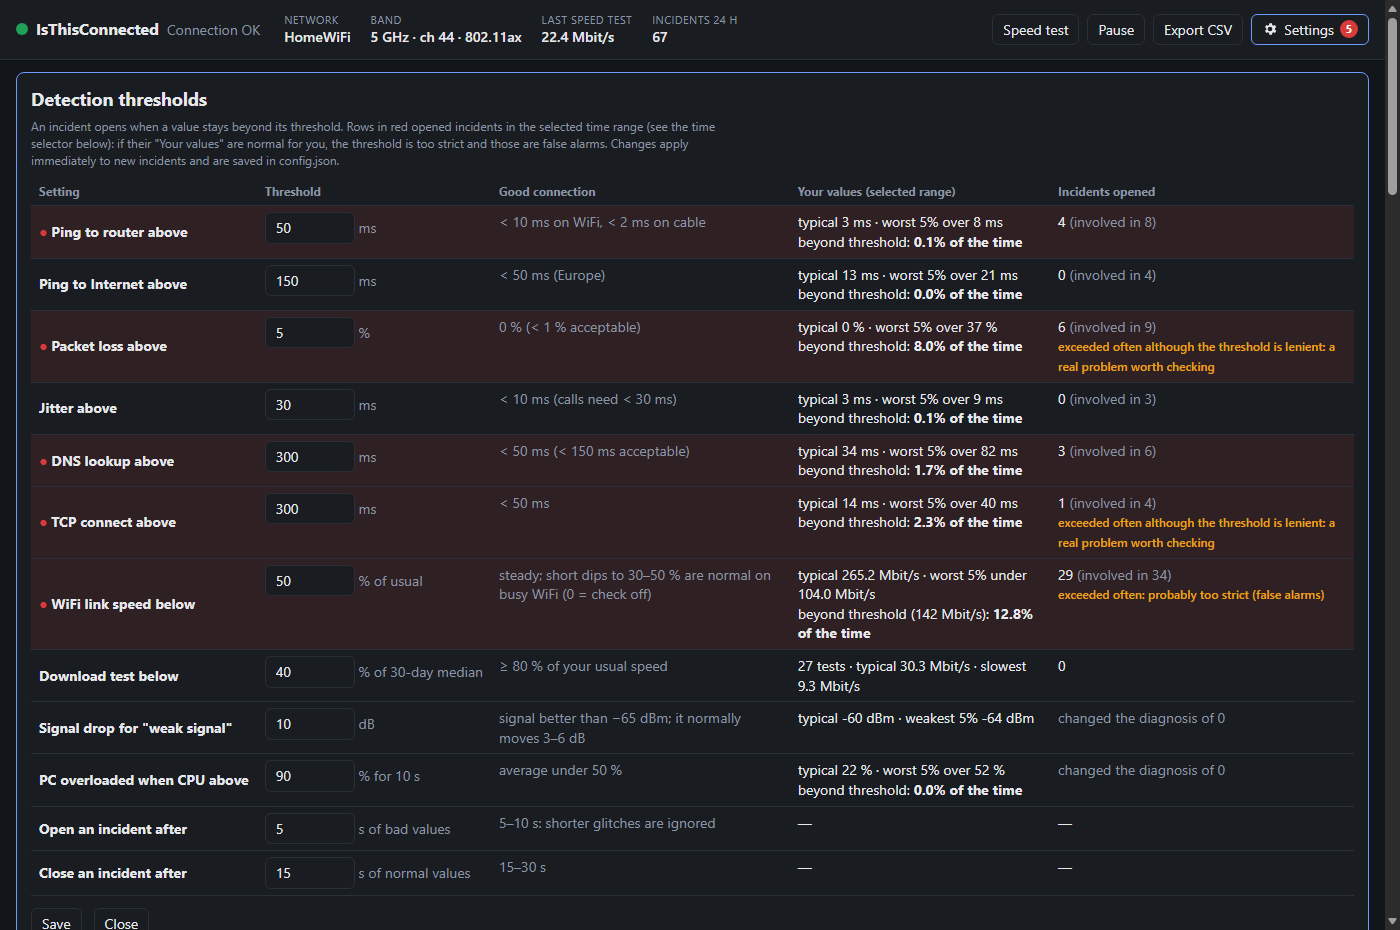 IsThisConnected Connection OK
NETWORK
HomeWiFi
BAND
5 GHz · ch 44 · 802.11ax
LAST SPEED TEST
22.4 Mbit/s
INCIDENTS 24 H
67
Speed test
Pause
Export CSV
Settings 5
Detection thresholds
An incident opens when a value stays beyond its threshold. Rows in red opened incidents in the selected time range (see the time
selector below): if their "Your values" are normal for you, the threshold is too strict and those are false alarms. Changes apply
immediately to new incidents and are saved in config.json.
Setting Threshold Good connection Your values (selected range) Incidents opened
Ping to router above
50 ms
< 10 ms on WiFi, < 2 ms on cable
typical 3 ms · worst 5% over 8 ms
beyond threshold: 0.1% of the time
4 (involved in 8)
Ping to Internet above
150 ms
< 50 ms (Europe)
typical 13 ms · worst 5% over 21 ms
beyond threshold: 0.0% of the time
0 (involved in 4)
Packet loss above
5 %
0 % (< 1 % acceptable)
typical 0 % · worst 5% over 37 %
beyond threshold: 8.0% of the time
6 (involved in 9)
exceeded often although the threshold is lenient: a
real problem worth checking
Jitter above
30 ms
< 10 ms (calls need < 30 ms)
typical 3 ms · worst 5% over 9 ms
beyond threshold: 0.1% of the time
0 (involved in 3)
DNS lookup above
300 ms
< 50 ms (< 150 ms acceptable)
typical 34 ms · worst 5% over 82 ms
beyond threshold: 1.7% of the time
3 (involved in 6)
TCP connect above
300 ms
< 50 ms
typical 14 ms · worst 5% over 40 ms
beyond threshold: 2.3% of the time
1 (involved in 4)
exceeded often although the threshold is lenient: a
real problem worth checking
WiFi link speed below
50 % of usual
steady; short dips to 30–50 % are normal on
busy WiFi (0 = check off)
typical 265.2 Mbit/s · worst 5% under
104.0 Mbit/s
beyond threshold (142 Mbit/s): 12.8%
of the time
29 (involved in 34)
exceeded often: probably too strict (false alarms)
Download test below
40 % of 30-day median
≥ 80 % of your usual speed
27 tests · typical 30.3 Mbit/s · slowest
9.3 Mbit/s
0
Signal drop for "weak signal"
10 dB
signal better than −65 dBm; it normally
moves 3–6 dB
typical -60 dBm · weakest 5% -64 dBm
changed the diagnosis of 0
PC overloaded when CPU above
90 % for 10 s
average under 50 %
typical 22 % · worst 5% over 52 %
beyond threshold: 0.0% of the time
changed the diagnosis of 0
Open an incident after
5 s of bad values
5–10 s: shorter glitches are ignored
—
—
Close an incident after
15 s of normal values
15–30 s
—
—
Save
Close